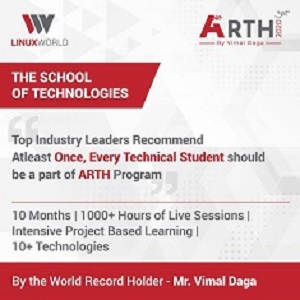 LINUXWORLD
ARTH
2020
By Vimal Daga
THE SCHOOL
OF TECHNOLOGIES
Top Industry Leaders Recommend
Atleast Once, Every Technical Student should
be a part of ARTH Program
10 Months | 1000+ Hours of Live Sessions |
Intensive Project Based Learning |
10+ Technologies
By the World Record Holder - Mr. Vimal Daga